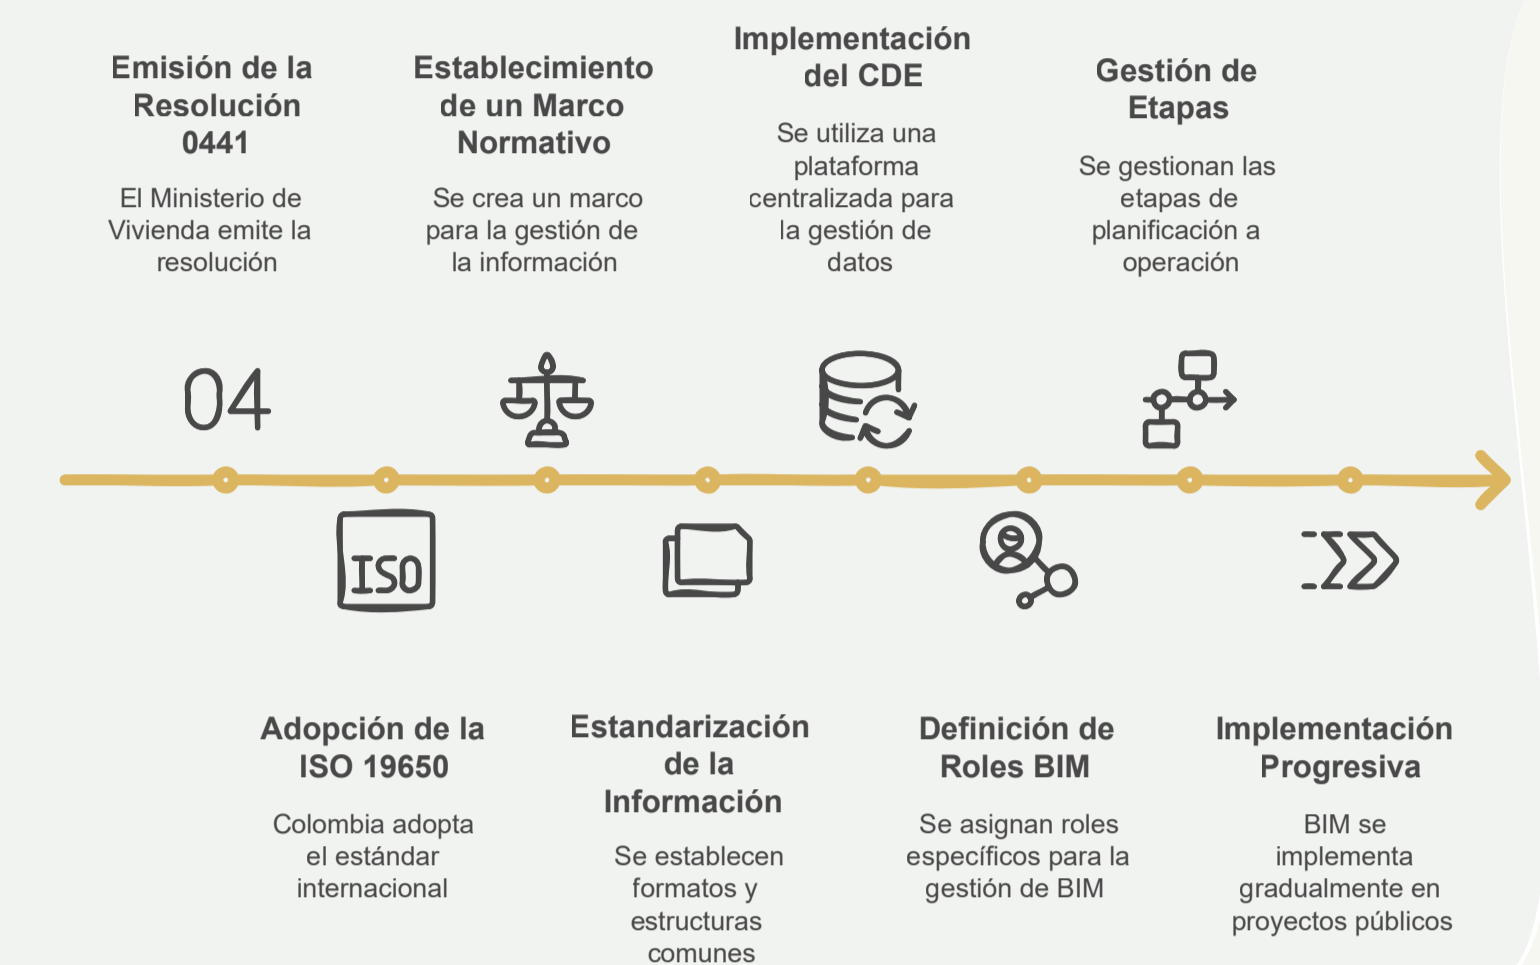 Emisión de la
Resolución
0441
El Ministerio de
Vivienda emite la
resolución
04
Adopción de la
ISO 19650
Colombia adopta
el estándar
internacional
ISO
Establecimiento
de un Marco
Normativo
Se crea un marco
para la gestión de
la información
Estandarización
de la
Información
Se establecen
formatos y
estructuras
comunes
Implementación
del CDE
Se utiliza una
plataforma
centralizada para
la gestión de
datos
Definición de
Roles BIM
Se asignan roles
específicos para la
gestión de BIM
Gestión de
Etapas
Se gestionan las
etapas de
planificación a
operación
Implementación
Progresiva
BIM se
implementa
gradualmente en
proyectos públicos